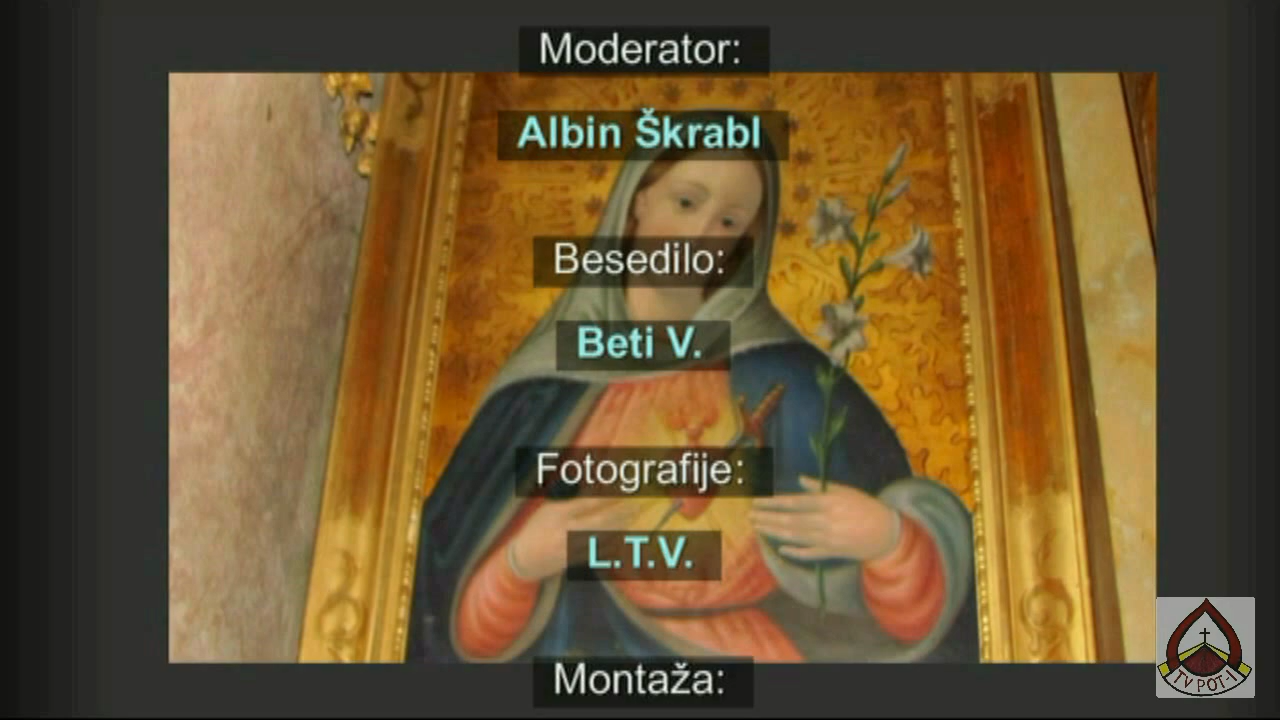 Moderator:
Albin Škrabl
Besedilo:
Beti V.
Fotografije:
L.T.V.
Montaža:
TV POT-1